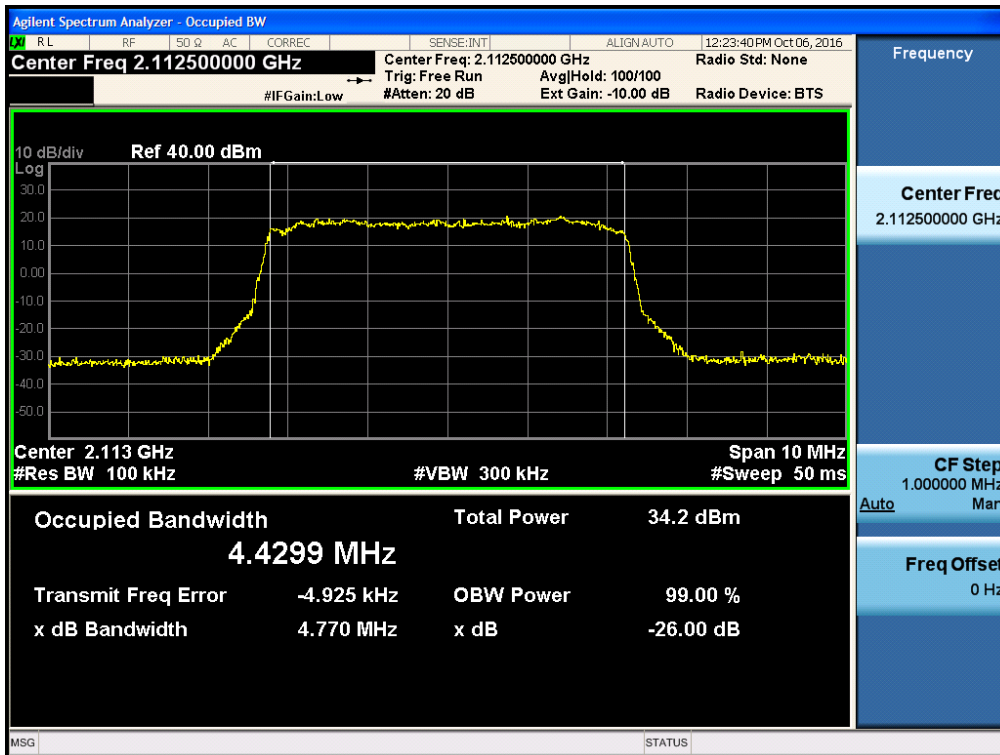 Agilent Spectrum Analyzer - Occupied BW
LXI RL RF 50 Ω AC CORREC SENSE:INT ALIGN AUTO 12:23:40 PM Oct 06, 2016
Center Freq 2.112500000 GHz
Center Freq: 2.112500000 GHz Radio Std: None
Trig: Free Run Avg|Hold: 100/100
#IFGain:Low #Atten: 20 dB Ext Gain: -10.00 dB Radio Device: BTS
10 dB/div Ref 40.00 dBm
Log
30.0
20.0
10.0
0.00
-10.0
-20.0
-30.0
-40.0
-50.0
Center 2.113 GHz Span 10 MHz
#Res BW 100 kHz #VBW 300 kHz #Sweep 50 ms
Occupied Bandwidth Total Power 34.2 dBm
4.4299 MHz
Transmit Freq Error -4.925 kHz OBW Power 99.00 %
x dB Bandwidth 4.770 MHz x dB -26.00 dB
MSG STATUS
Frequency
Center Freq
2.112500000 GHz
CF Step
1.000000 MHz
Auto Man
Freq Offset
0 Hz